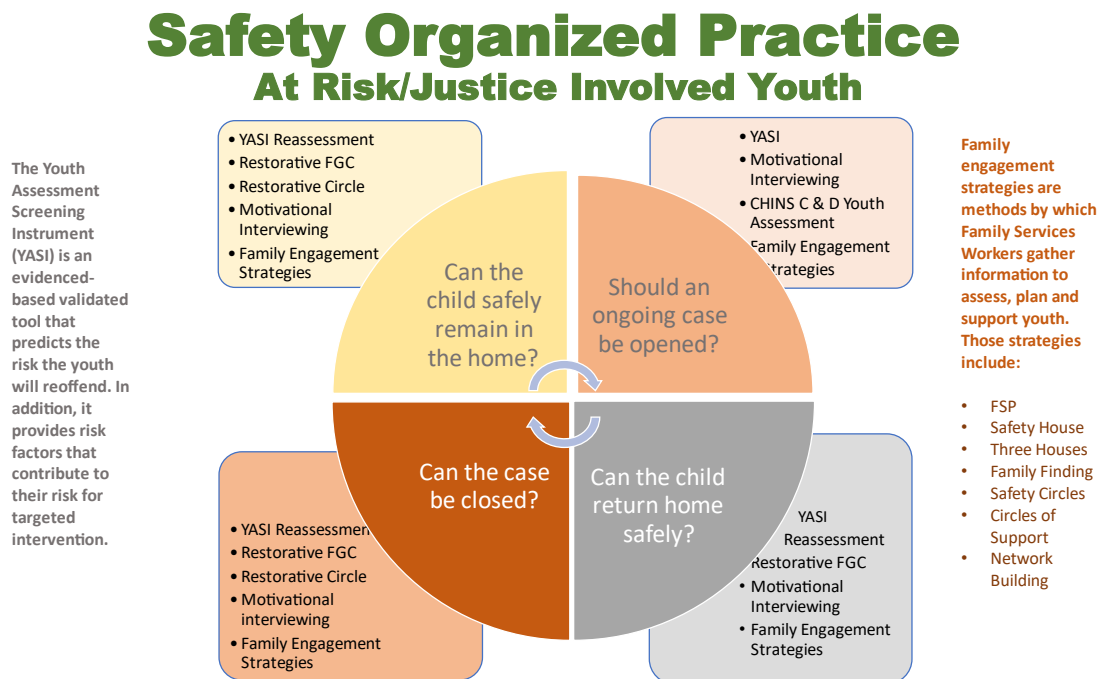 Safety Organized Practice
At Risk/Justice Involved Youth
The Youth
Assessment
Screening
Instrument
(YASI) is an
evidenced-
based validated
tool that
predicts the
risk the youth
will reoffend. In
addition, it
provides risk
factors that
contribute to
their risk for
targeted
intervention.
• YASI Reassessment
• Restorative FGC
• Restorative Circle
• Motivational
Interviewing
• Family Engagement
Strategies
Can the
child safely
remain in
the home?
• YASI
• Motivational
Interviewing
• CHINS C & D Youth
Assessment
Family Engagement
Strategies
Should an
ongoing case
be opened?
• YASI Reassessment
• Restorative FGC
• Restorative Circle
• Motivational
interviewing
• Family Engagement
Strategies
Can the case
be closed?
Can the child
return home
safely?
YASI
Reassessment
Restorative FGC
• Motivational
Interviewing
• Family Engagement
Strategies
Family
engagement
strategies are
methods by which
Family Services
Workers gather
information to
assess, plan and
support youth.
Those strategies
include:
• FSP
• Safety House
• Three Houses
• Family Finding
• Safety Circles
• Circles of
Support
• Network
Building